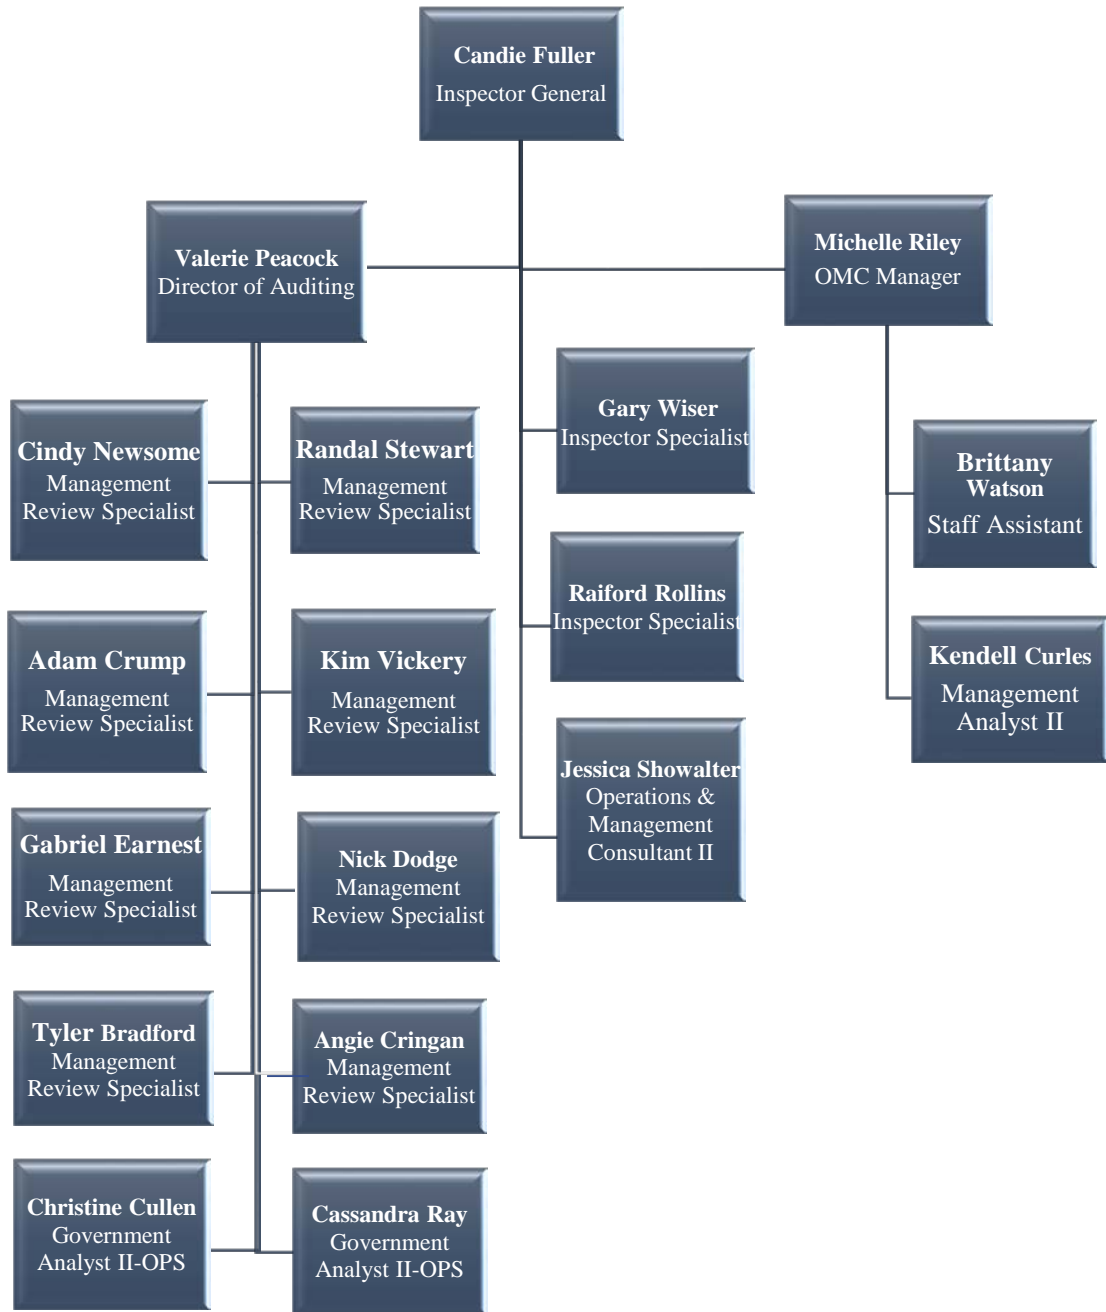 Candie Fuller
Inspector General
Valerie Peacock
Director of Auditing
Michelle Riley
OMC Manager
Cindy Newsome
Management
Review Specialist
Randal Stewart
Management
Review Specialist
Gary Wiser
Inspector Specialist
Brittany
Watson
Staff Assistant
Adam Crump
Management
Review Specialist
Kim Vickery
Management
Review Specialist
Raiford Rollins
Inspector Specialist
Kendell Curles
Management
Analyst II
Gabriel Earnest
Management
Review Specialist
Nick Dodge
Management
Review Specialist
Jessica Showalter
Operations &
Management
Consultant II
Tyler Bradford
Management
Review Specialist
Angie Cringan
Management
Review Specialist
Christine Cullen
Government
Analyst II-OPS
Cassandra Ray
Government
Analyst II-OPS